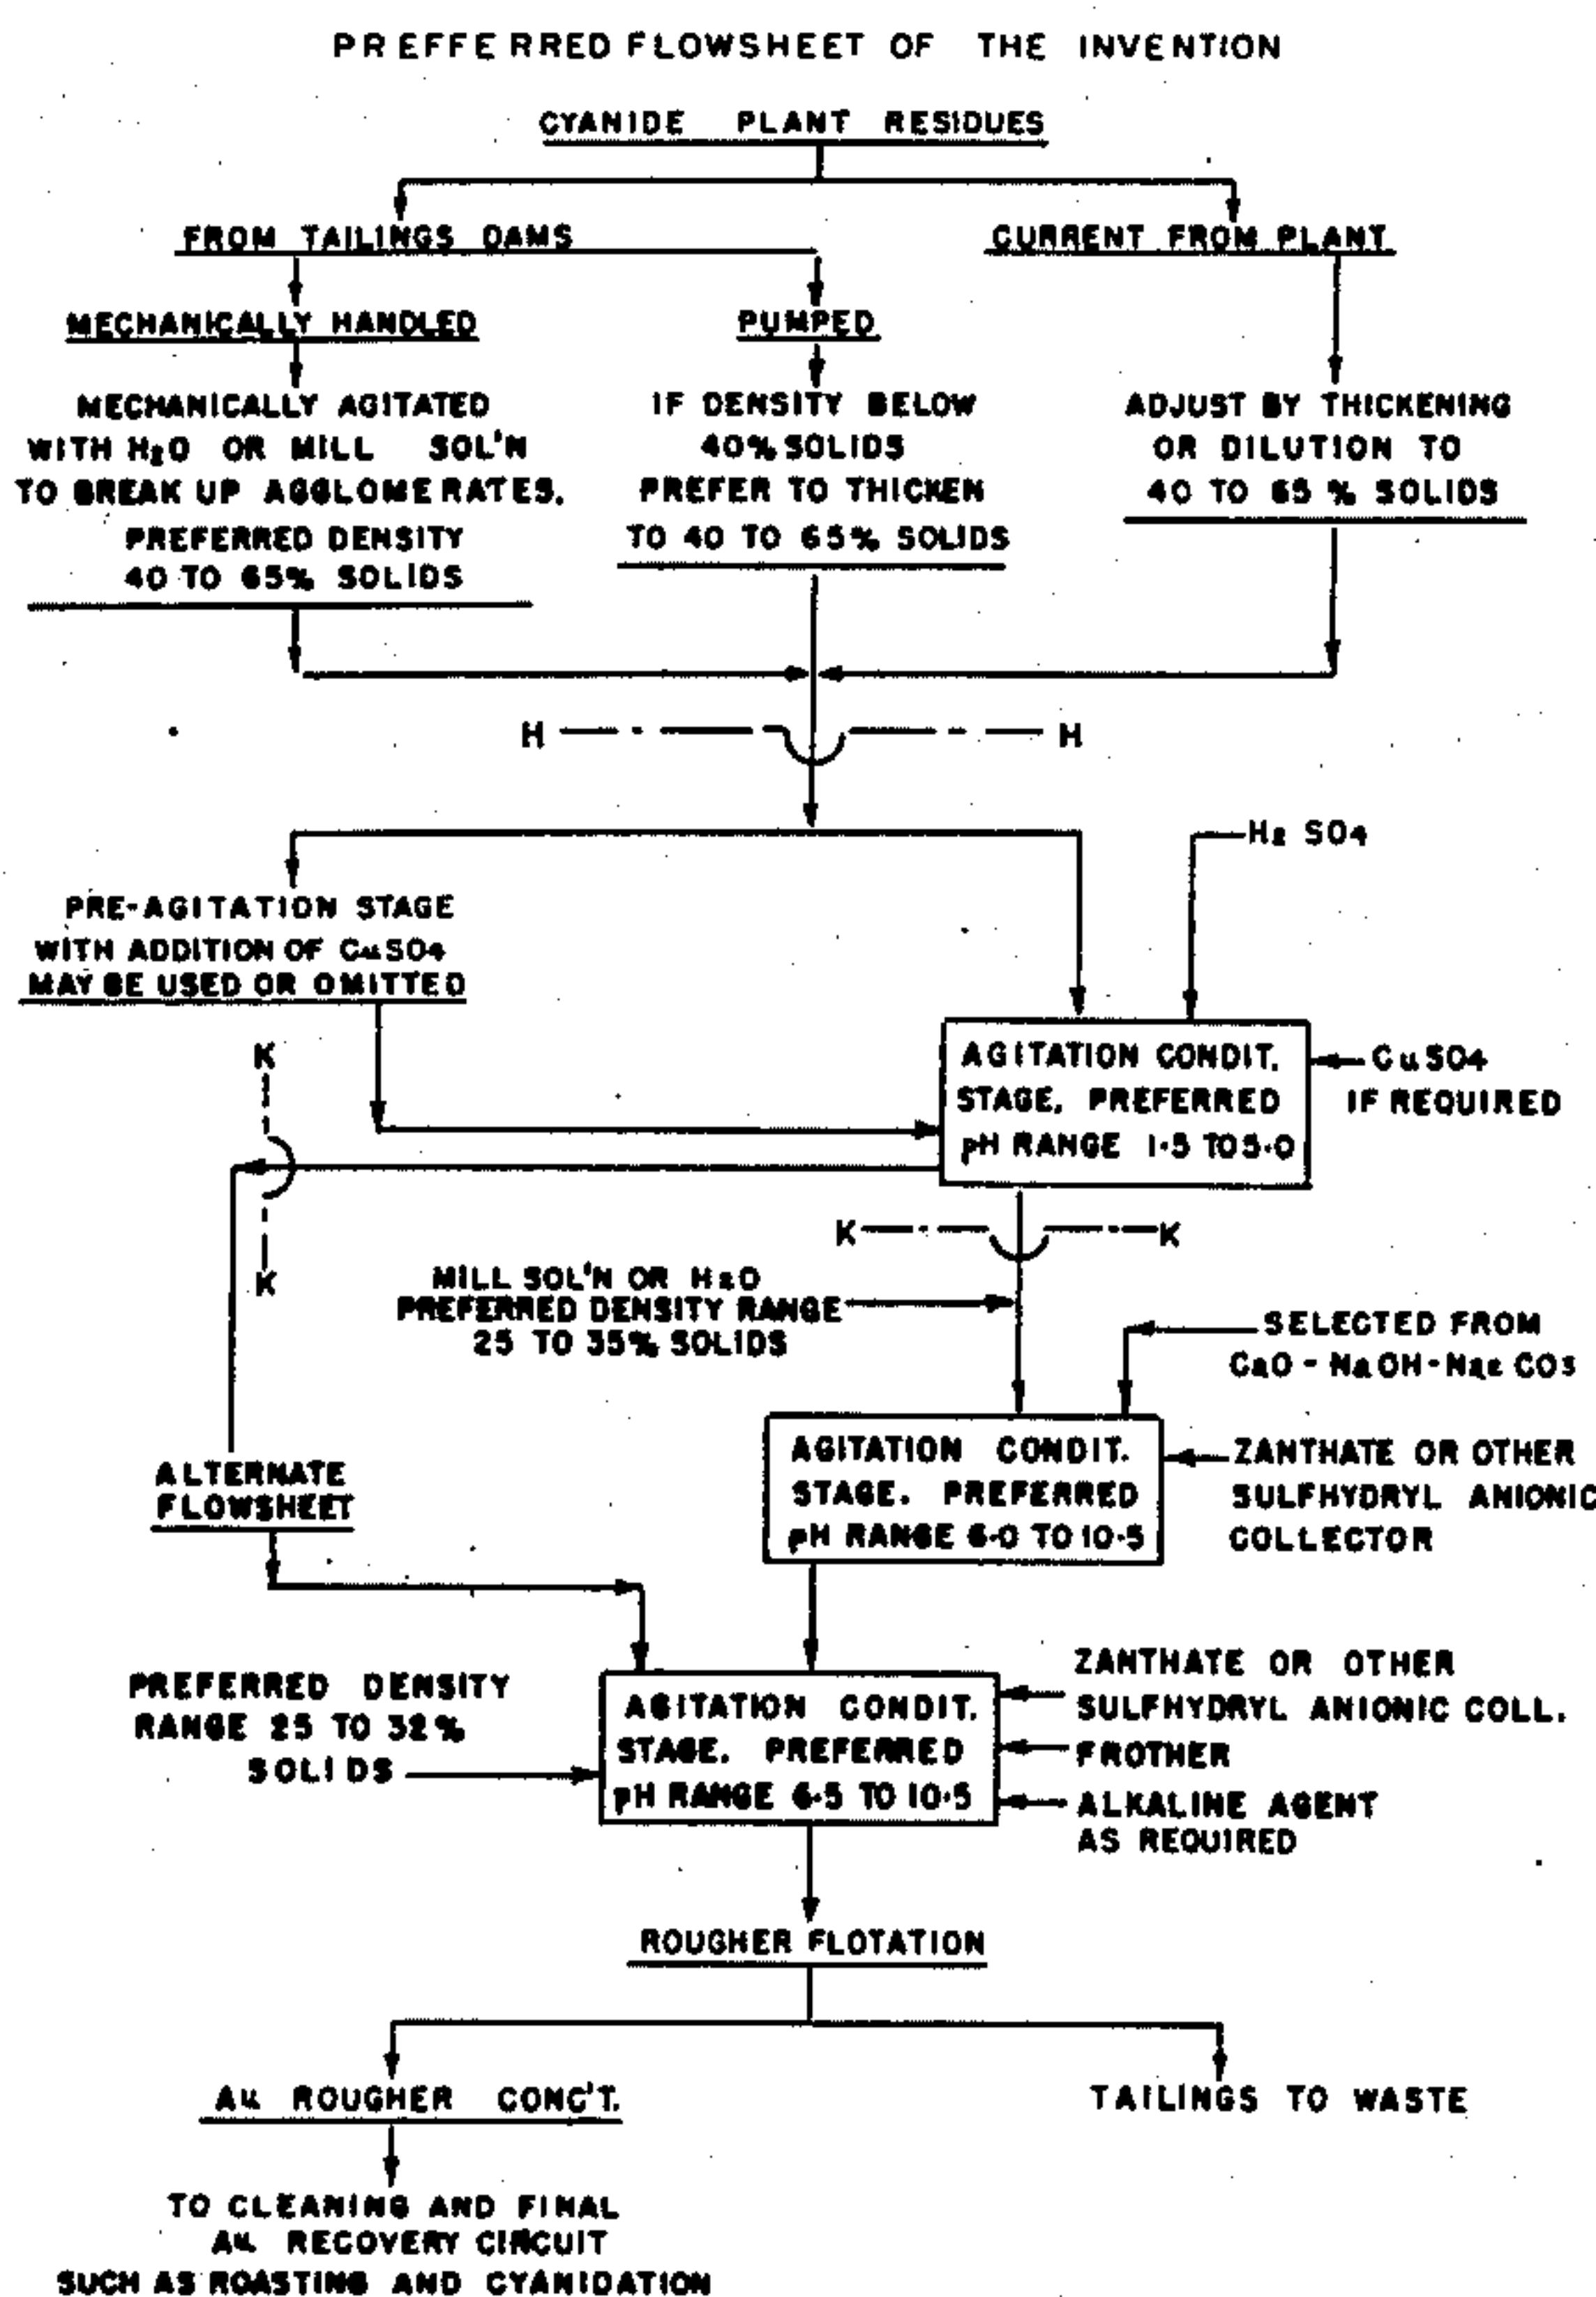 PREFFERRED FLOWSHEET OF THE INVENTION
CYANIDE PLANT RESIDUES
FROM TAILINGS DAMS
CURRENT FROM PLANT
MECHANICALLY HANDLED
PUMPED
MECHANICALLY AGITATED
WITH H2O OR MILL SOL'N
TO BREAK UP AGGLOMERATES.
PREFERRED DENSITY
40 TO 65% SOLIDS
IF DENSITY BELOW
40% SOLIDS
PREFER TO THICKEN
TO 40 TO 65% SOLIDS
ADJUST BY THICKENING
OR DILUTION TO
40 TO 65 % SOLIDS
H H
H2 SO4
PRE-AGITATION STAGE
WITH ADDITION OF CuSO4
MAY BE USED OR OMITTED
AGITATION CONDIT.
STAGE. PREFERRED
pH RANGE 1.5 TO 5.0
CuSO4
IF REQUIRED
K
K
K K
MILL SOL'N OR H2O
PREFERRED DENSITY RANGE
25 TO 35% SOLIDS
SELECTED FROM
CaO - NaOH - Na2 CO3
AGITATION CONDIT.
STAGE. PREFERRED
pH RANGE 6.0 TO 10.5
ZANTHATE OR OTHER
SULFHYDRYL ANIONIC
COLLECTOR
ALTERNATE
FLOWSHEET
PREFERRED DENSITY
RANGE 25 TO 32%
SOLIDS
AGITATION CONDIT.
STAGE. PREFERRED
pH RANGE 6.5 TO 10.5
ZANTHATE OR OTHER
SULFHYDRYL ANIONIC COLL.
FROTHER
ALKALINE AGENT
AS REQUIRED
ROUGHER FLOTATION
Au ROUGHER CONC'T.
TAILINGS TO WASTE
TO CLEANING AND FINAL
Au RECOVERY CIRCUIT
SUCH AS ROASTING AND CYANIDATION